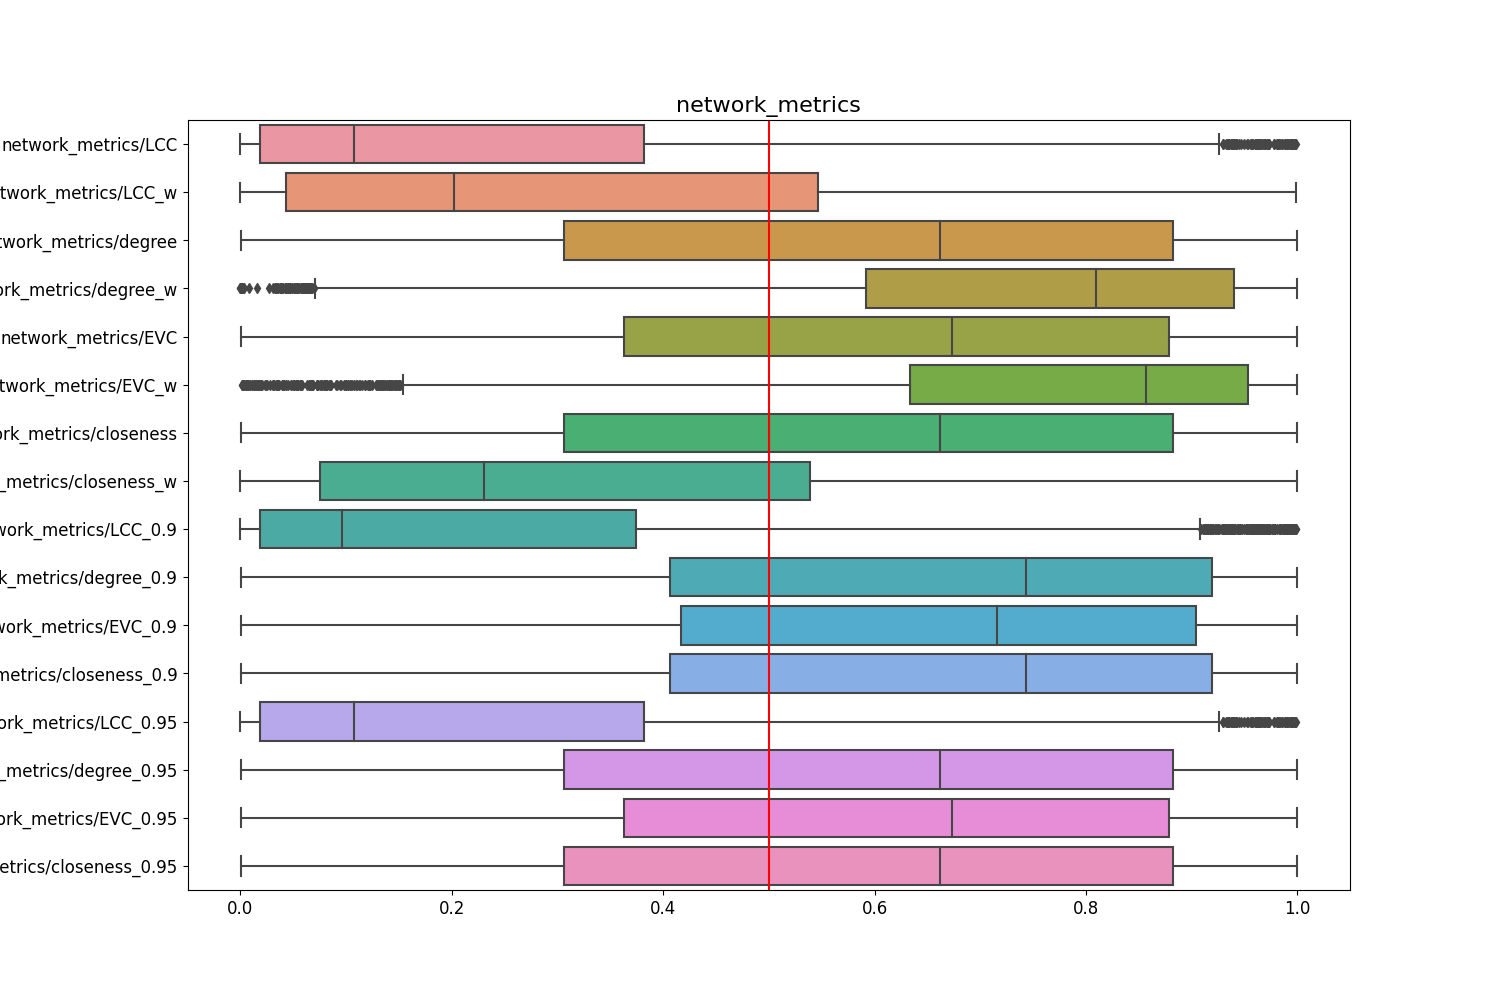 network_metrics
network_metrics/LCC
twork_metrics/LCC_w
twork_metrics/degree
ork_metrics/degree_w
network_metrics/EVC
twork_metrics/EVC_w
ork_metrics/closeness
_metrics/closeness_w
work_metrics/LCC_0.9
k_metrics/degree_0.9
work_metrics/EVC_0.9
metrics/closeness_0.9
ork_metrics/LCC_0.95
_metrics/degree_0.95
ork_metrics/EVC_0.95
etrics/closeness_0.95
0.0 0.2 0.4 0.6 0.8 1.0